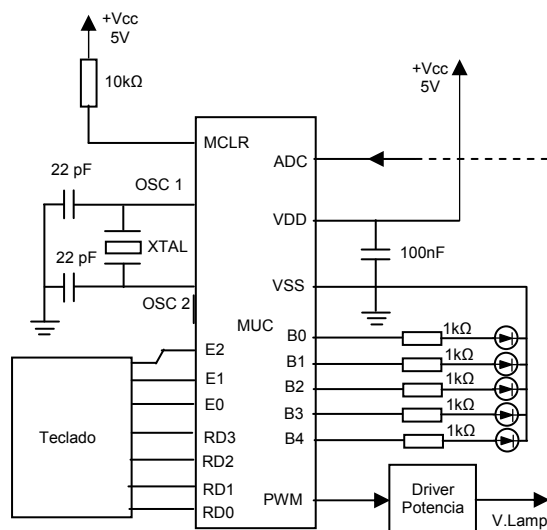 +Vcc
5V
10kΩ
MCLR
22 pF
OSC 1
XTAL
22 pF
OSC 2
+Vcc
5V
ADC
VDD
100nF
VSS
MUC
B0
1kΩ
B1
1kΩ
B2
1kΩ
B3
1kΩ
B4
1kΩ
Teclado
E2
E1
E0
RD3
RD2
RD1
RD0
PWM
Driver
Potencia
V.Lamp